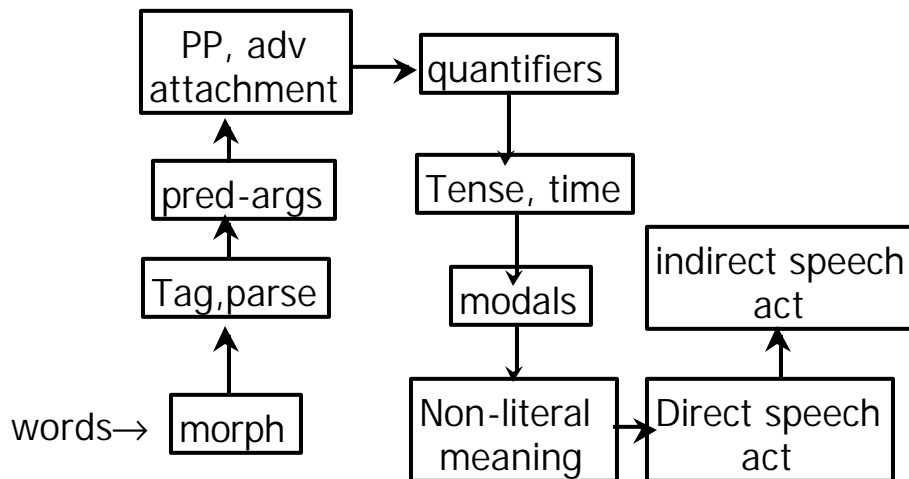 PP, adv
attachment
quantifiers
pred-args
Tense, time
Tag,parse
modals
indirect speech
act
words→
morph
Non-literal
meaning
Direct speech
act